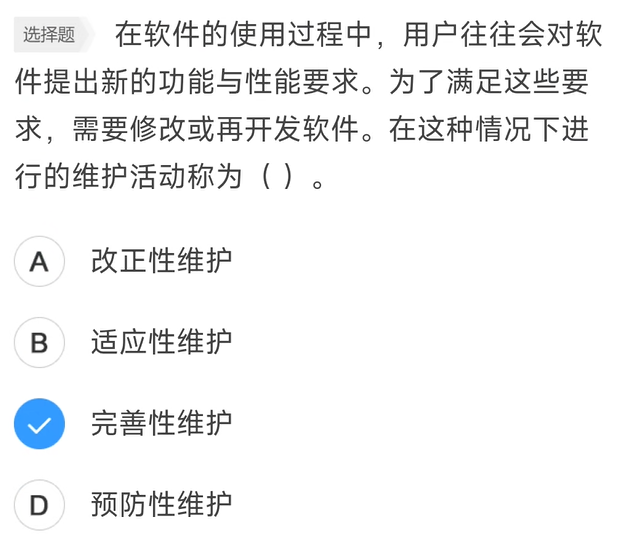 选择题 在软件的使用过程中，用户往往会对软
件提出新的功能与性能要求。为了满足这些要
求，需要修改或再开发软件。在这种情况下进
行的维护活动称为（ ）。
A 改正性维护
B 适应性维护
完善性维护
D 预防性维护